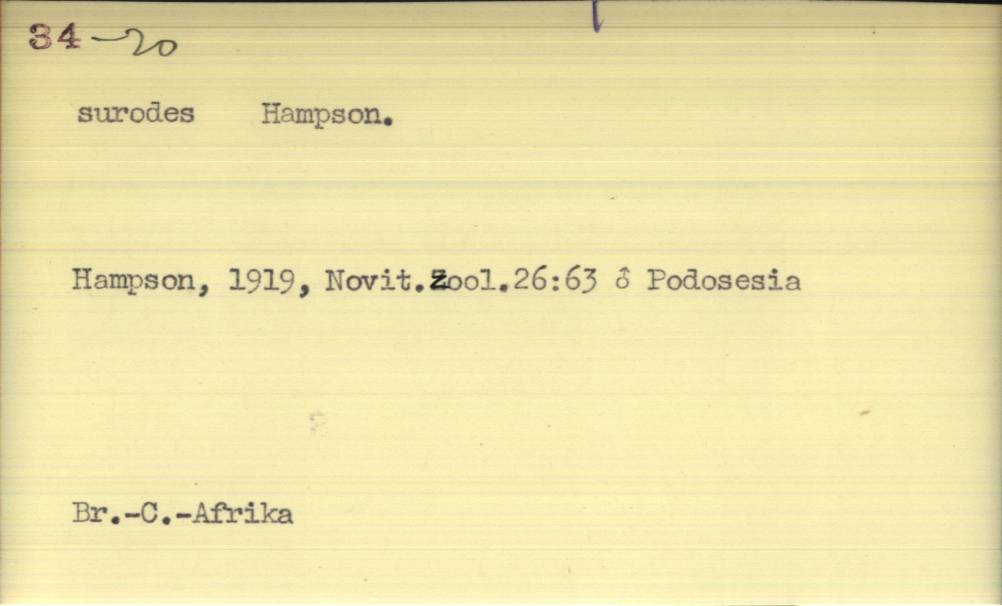 34-20
surodes Hampson.
Hampson, 1919, Novit.Zool.26:63 ♂ Podosesia
Br.-C.-Afrika